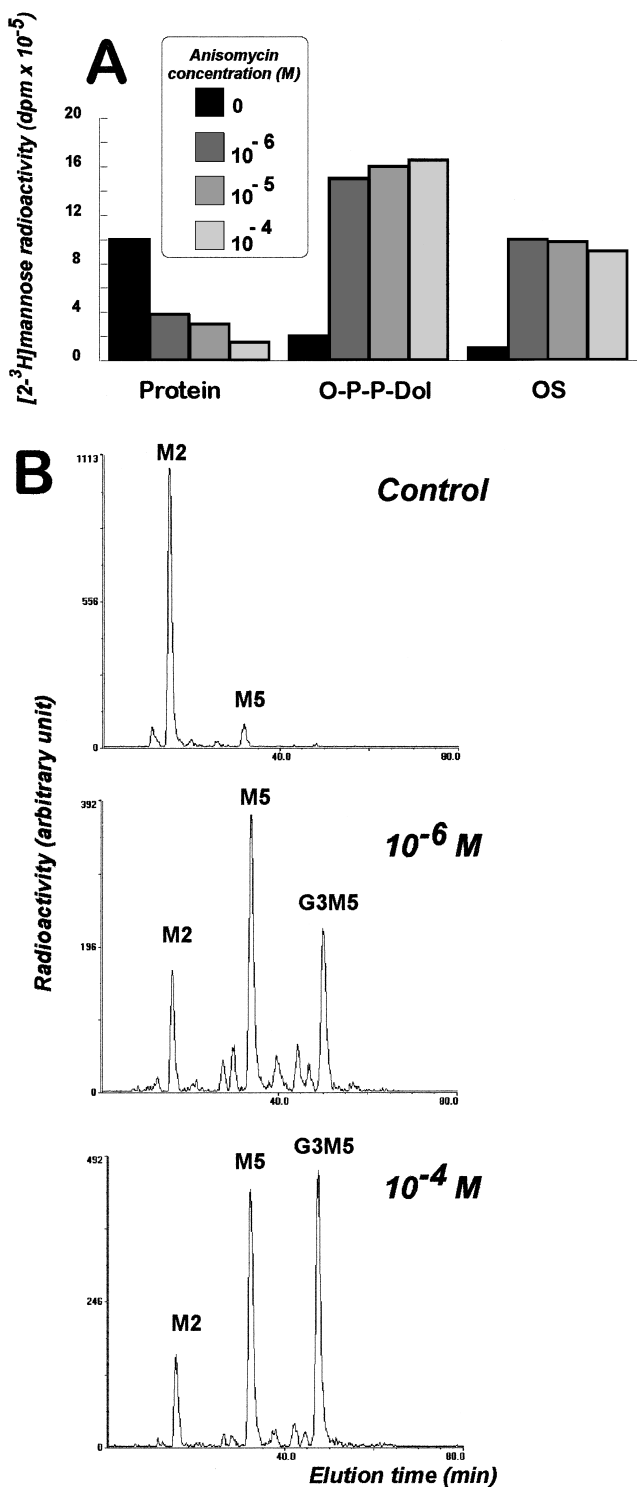 A
Anisomycin
concentration (M)
0
10⁻⁶
10⁻⁵
10⁻⁴
[2-³H]mannose radioactivity (dpm x 10⁻⁵)
20
16
12
8
4
0
Protein
O-P-P-Dol
OS
B
Control
M2
M5
1113
556
0
40.0
80.0
Radioactivity (arbitrary unit)
10⁻⁶ M
M5
G3M5
M2
392
196
0
40.0
80.0
10⁻⁴ M
M5
G3M5
M2
492
246
0
40.0
80.0
Elution time (min)